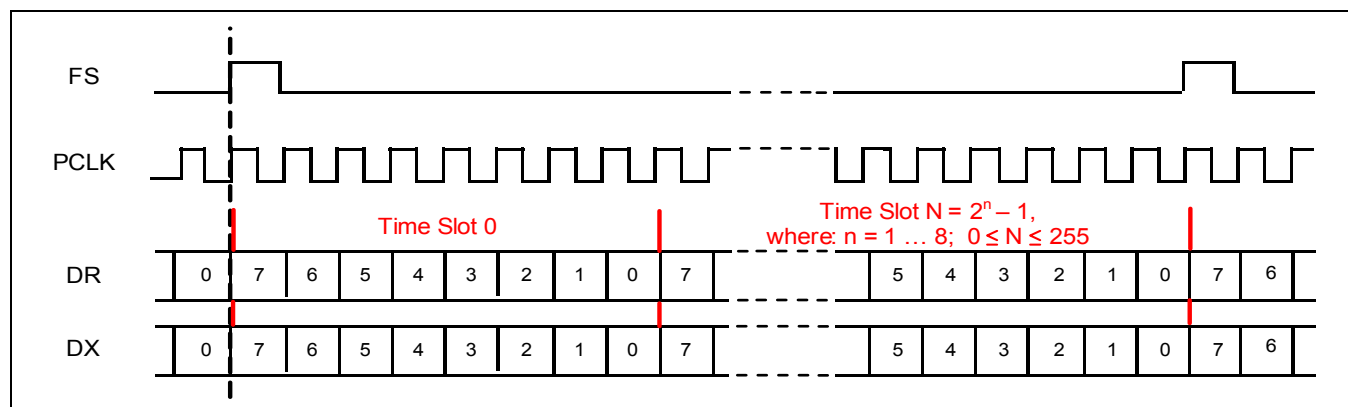 FS
PCLK
Time Slot 0
Time Slot N = 2ⁿ – 1,
where: n = 1 … 8; 0 ≤ N ≤ 255
DR 0 7 6 5 4 3 2 1 0 7 5 4 3 2 1 0 7 6
DX 0 7 6 5 4 3 2 1 0 7 5 4 3 2 1 0 7 6